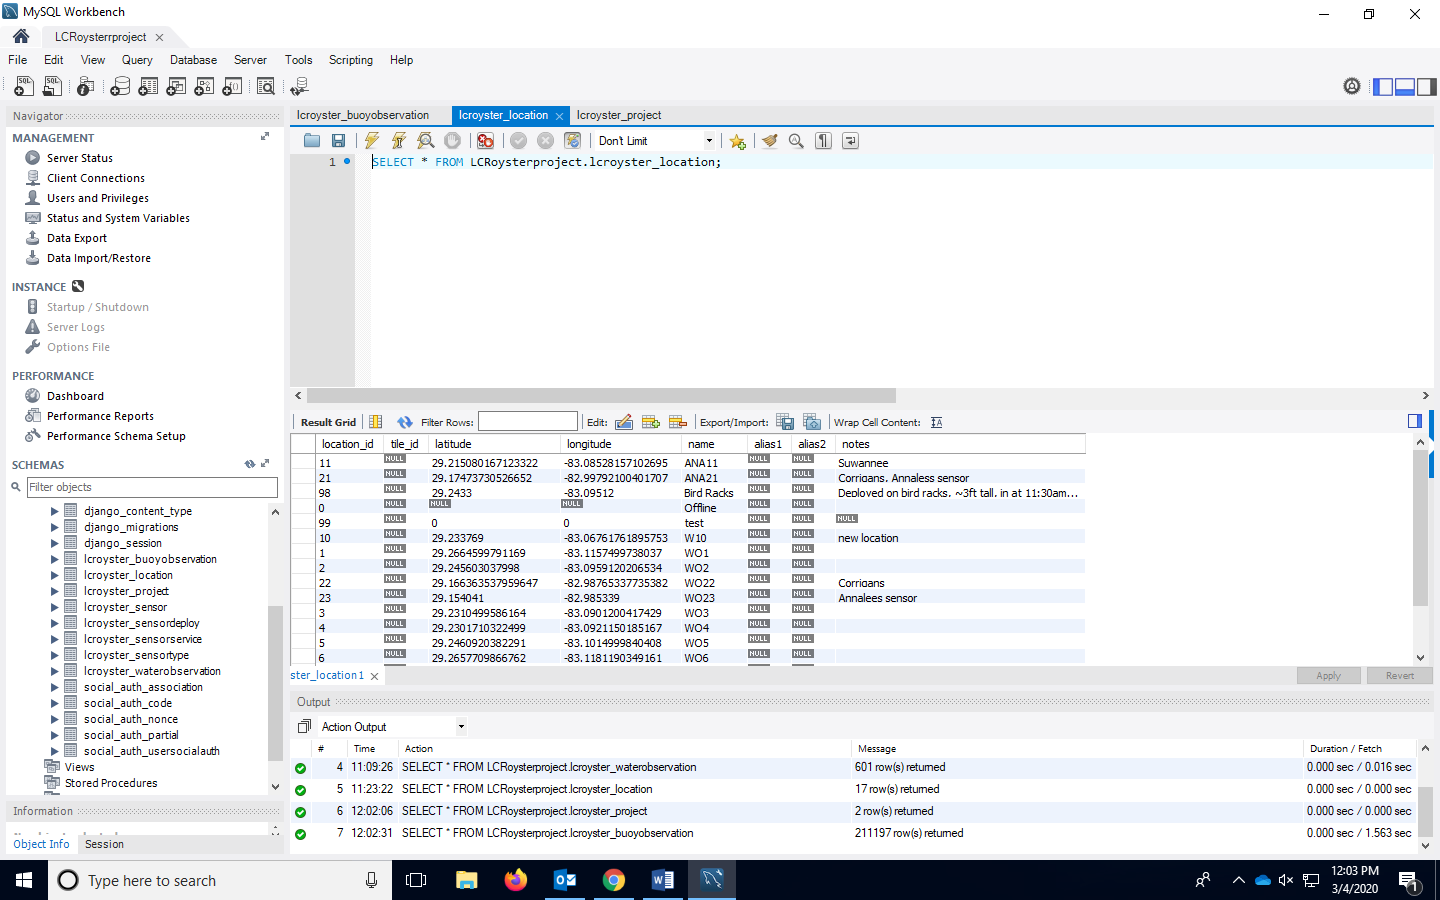 MySQL Workbench
LCRoysterrproject
File Edit View Query Database Server Tools Scripting Help
Navigator
MANAGEMENT
Server Status
Client Connections
Users and Privileges
Status and System Variables
Data Export
Data Import/Restore
INSTANCE
Startup / Shutdown
Server Logs
Options File
PERFORMANCE
Dashboard
Performance Reports
Performance Schema Setup
SCHEMAS
Filter objects
django_content_type
django_migrations
django_session
lcroyster_buoyobservation
lcroyster_location
lcroyster_project
lcroyster_sensor
lcroyster_sensordeploy
lcroyster_sensorservice
lcroyster_sensortype
lcroyster_waterobservation
social_auth_association
social_auth_code
social_auth_nonce
social_auth_partial
social_auth_usersocialauth
Views
Stored Procedures
Information
Object Info Session
lcroyster_buoyobservation lcroyster_location lcroyster_project
Don't Limit
1 SELECT * FROM LCRoysterproject.lcroyster_location;
Result Grid Filter Rows: Edit: Export/Import: Wrap Cell Content:
location_id tile_id latitude longitude name alias1 alias2 notes
11 NULL 29.215080167123322 -83.08528157102695 ANA11 NULL NULL Suwannee
21 NULL 29.17473730526652 -82.99792100401707 ANA21 NULL NULL Corrigans, Annaless sensor
98 NULL 29.2433 -83.09512 Bird Racks NULL NULL Deployed on bird racks. ~3ft tall. in at 11:30am...
0 NULL NULL NULL Offline NULL NULL
99 NULL 0 0 test NULL NULL NULL
10 NULL 29.233769 -83.06761761895753 W10 NULL NULL new location
1 NULL 29.2664599791169 -83.1157499738037 WO1 NULL NULL
2 NULL 29.245603037998 -83.0959120206534 WO2 NULL NULL
22 NULL 29.166363537959647 -82.98765337735382 WO22 NULL NULL Corrigans
23 NULL 29.154041 -82.985339 WO23 NULL NULL Annalees sensor
3 NULL 29.2310499586164 -83.0901200417429 WO3 NULL NULL
4 NULL 29.2301710322499 -83.0921150185167 WO4 NULL NULL
5 NULL 29.2460920382291 -83.1014999840408 WO5 NULL NULL
6 NULL 29.2657709866762 -83.1181190349161 WO6 NULL NULL
ster_location1 Apply Revert
Output
Action Output
# Time Action Message Duration / Fetch
4 11:09:26 SELECT * FROM LCRoysterproject.lcroyster_waterobservation 601 row(s) returned 0.000 sec / 0.016 sec
5 11:23:22 SELECT * FROM LCRoysterproject.lcroyster_location 17 row(s) returned 0.000 sec / 0.000 sec
6 12:02:06 SELECT * FROM LCRoysterproject.lcroyster_project 2 row(s) returned 0.000 sec / 0.000 sec
7 12:02:31 SELECT * FROM LCRoysterproject.lcroyster_buoyobservation 211197 row(s) returned 0.000 sec / 1.563 sec
Type here to search
12:03 PM
3/4/2020
1